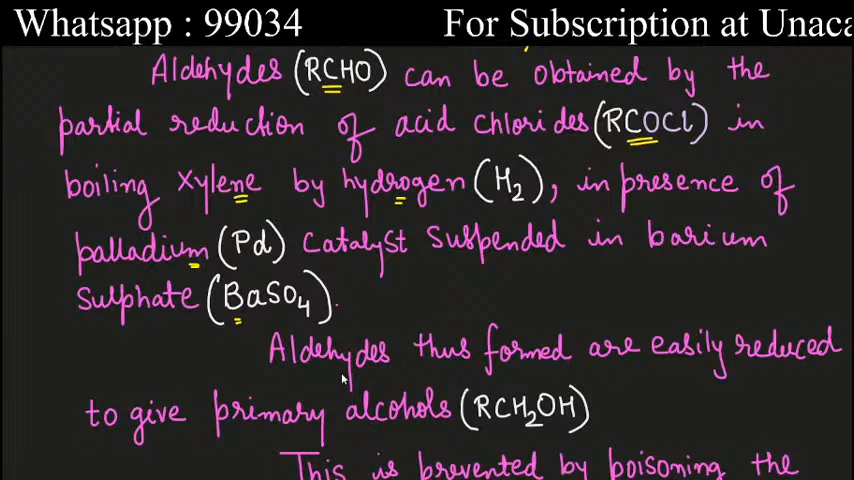 Whatsapp : 99034 For Subscription at Unaca
Aldehydes (RCHO) can be obtained by the
partial reduction of acid chlorides (RCOCl) in
boiling xylene by hydrogen (H₂), in presence of
palladium (Pd) catalyst suspended in barium
sulphate (BaSO₄).
Aldehydes thus formed are easily reduced
to give primary alcohols (RCH₂OH)
This is prevented by poisoning the